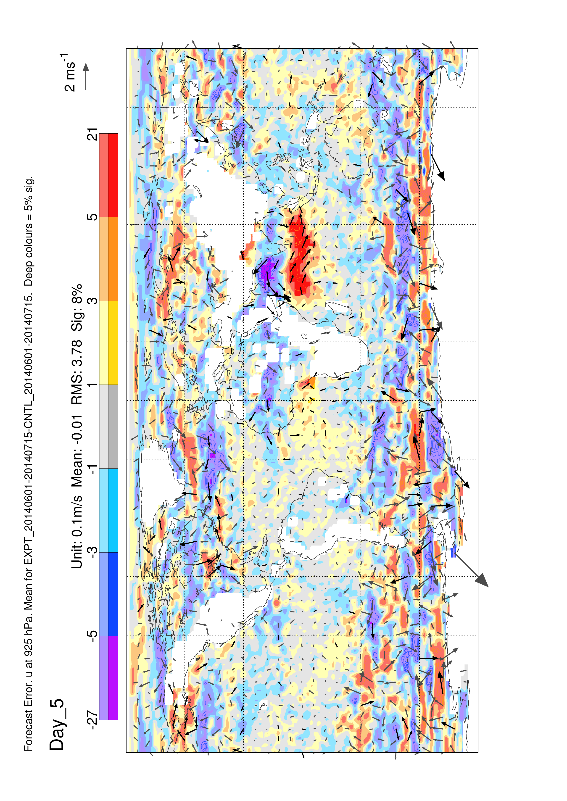 Forecast Error. u at 925 hPa. Mean for EXPT_20140601-20140715-CNTL_20140601-20140715. Deep colours = 5% sig.
Day_5
Unit: 0.1m/s Mean: -0.01 RMS: 3.78 Sig: 8%
2 ms-1
-27 -5 -3 -1 1 3 5 21